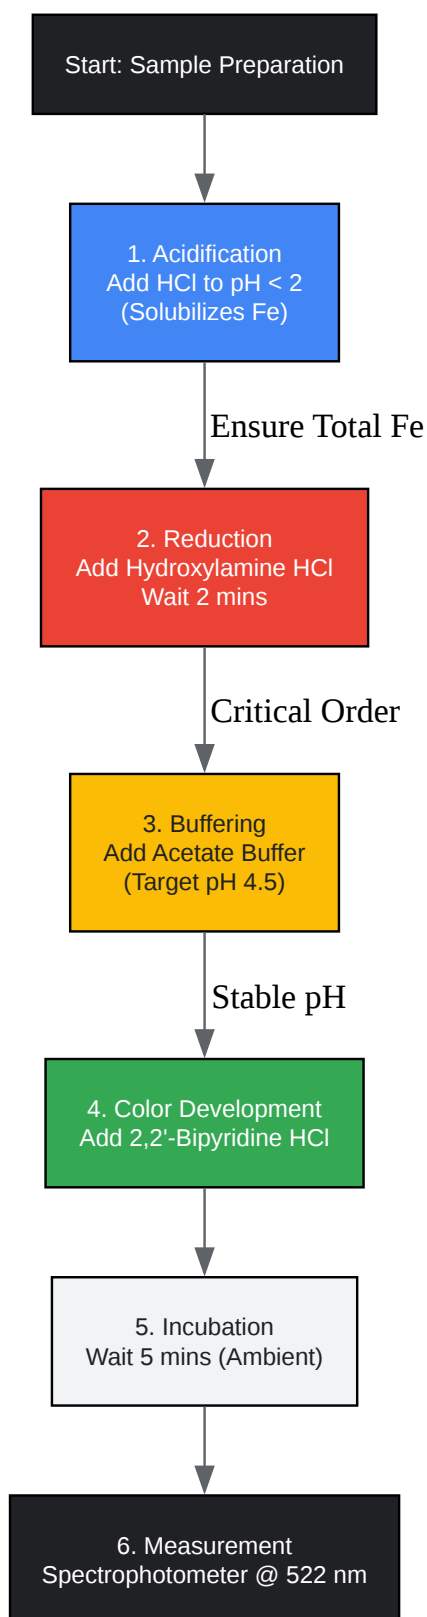 Start: Sample Preparation
1. Acidification
Add HCl to pH < 2
(Solubilizes Fe)
Ensure Total Fe
2. Reduction
Add Hydroxylamine HCl
Wait 2 mins
Critical Order
3. Buffering
Add Acetate Buffer
(Target pH 4.5)
Stable pH
4. Color Development
Add 2,2'-Bipyridine HCl
5. Incubation
Wait 5 mins (Ambient)
6. Measurement
Spectrophotometer @ 522 nm